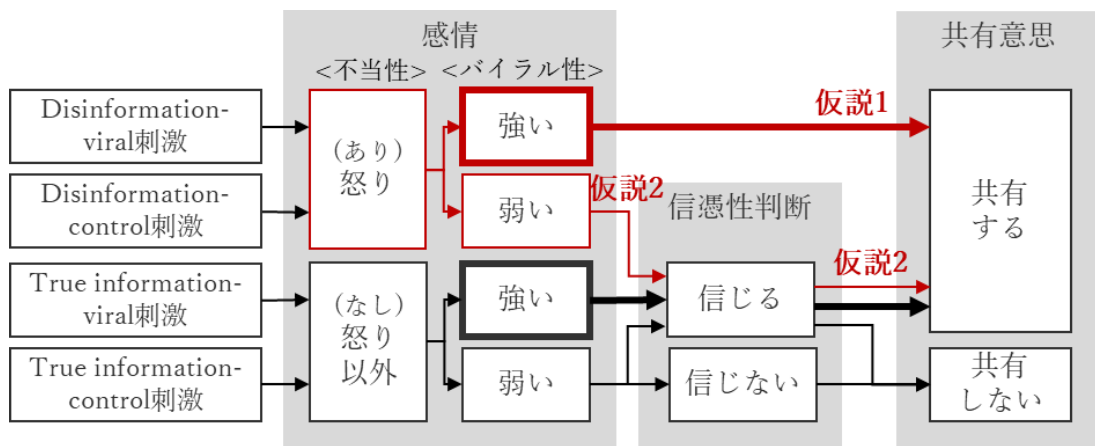 感情
共有意思
<不当性>
<バイラル性>
Disinformation-
viral刺激
(あり)
怒り
強い
仮説1
共有
する
Disinformation-
control刺激
弱い
仮説2
信憑性判断
仮説2
True information-
viral刺激
(なし)
怒り
以外
強い
信じる
True information-
control刺激
弱い
信じない
共有
しない